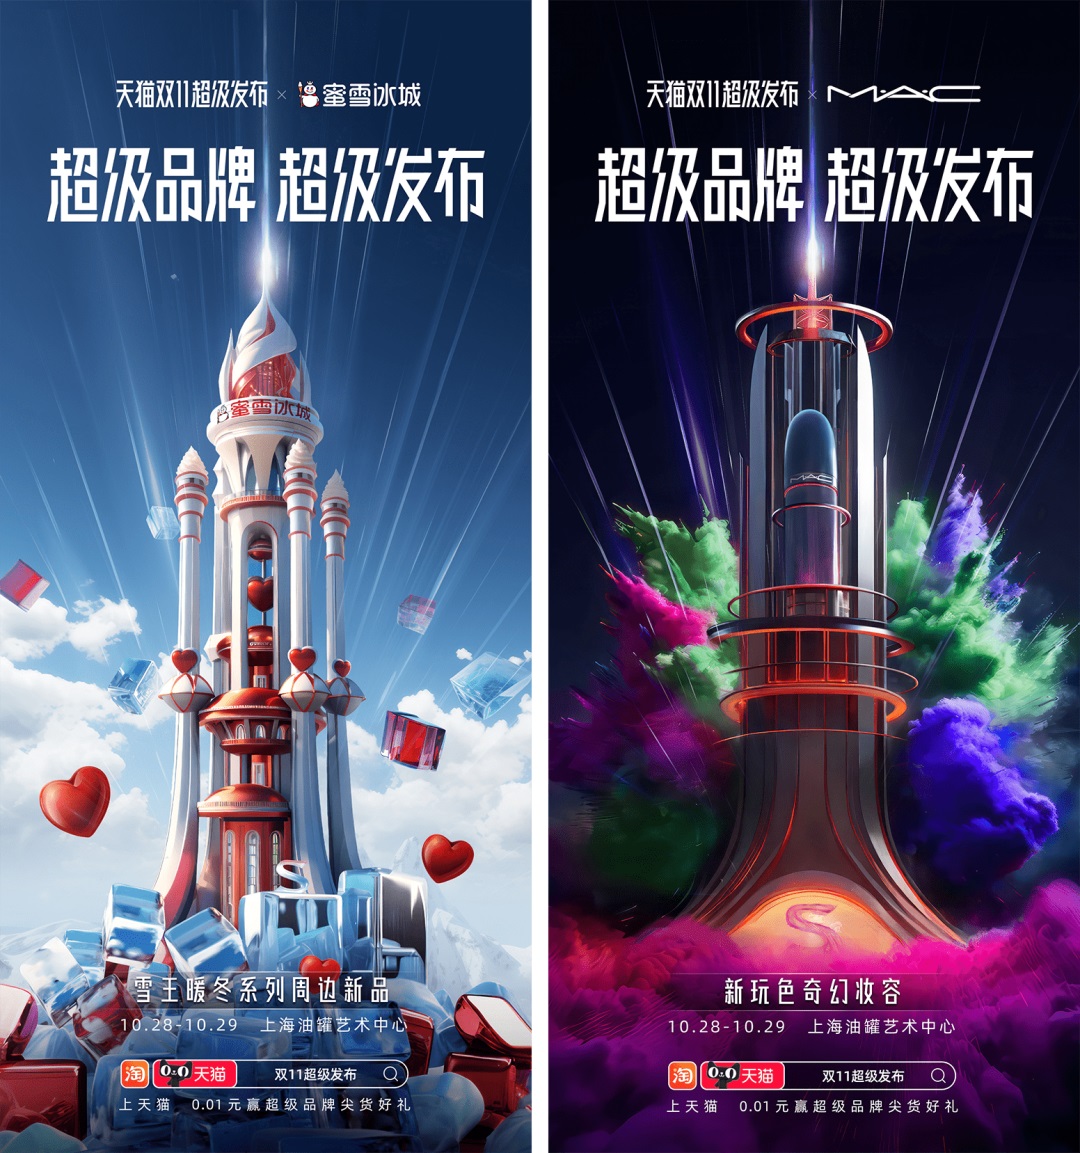 天猫双11超级发布 × 蜜雪冰城
超级品牌 超级发布
蜜雪冰城
S
雪王暖冬系列周边新品
10.28-10.29 上海油罐艺术中心
淘 天猫 双11超级发布
上天猫 0.01元赢超级品牌尖货好礼
天猫双11超级发布 × M·A·C
超级品牌 超级发布
MAC
S
新玩色奇幻妆容
10.28-10.29 上海油罐艺术中心
淘 天猫 双11超级发布
上天猫 0.01元赢超级品牌尖货好礼